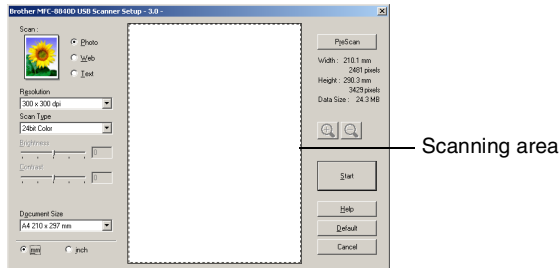 Brother MFC-8840D USB Scanner Setup - 3.0 -
Scan :
Photo
Web
Text
Resolution
300 x 300 dpi
Scan Type
24bit Color
Brightness
0
Contrast
0
Document Size
A4 210 x 297 mm
mm
inch
PreScan
Width : 210.1 mm
2481 pixels
Height : 290.3 mm
3429 pixels
Data Size : 24.3 MB
Start
Help
Default
Cancel
Scanning area